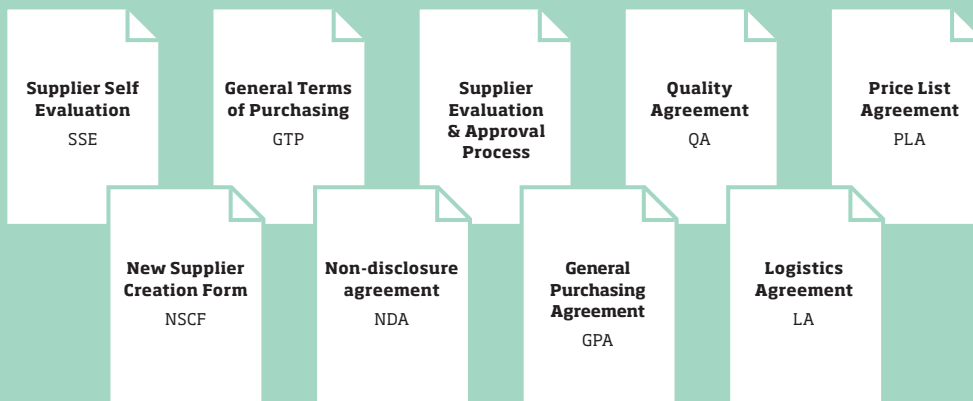 Supplier Self
Evaluation
SSE
General Terms
of Purchasing
GTP
Supplier
Evaluation
& Approval
Process
Quality
Agreement
QA
Price List
Agreement
PLA
New Supplier
Creation Form
NSCF
Non-disclosure
agreement
NDA
General
Purchasing
Agreement
GPA
Logistics
Agreement
LA